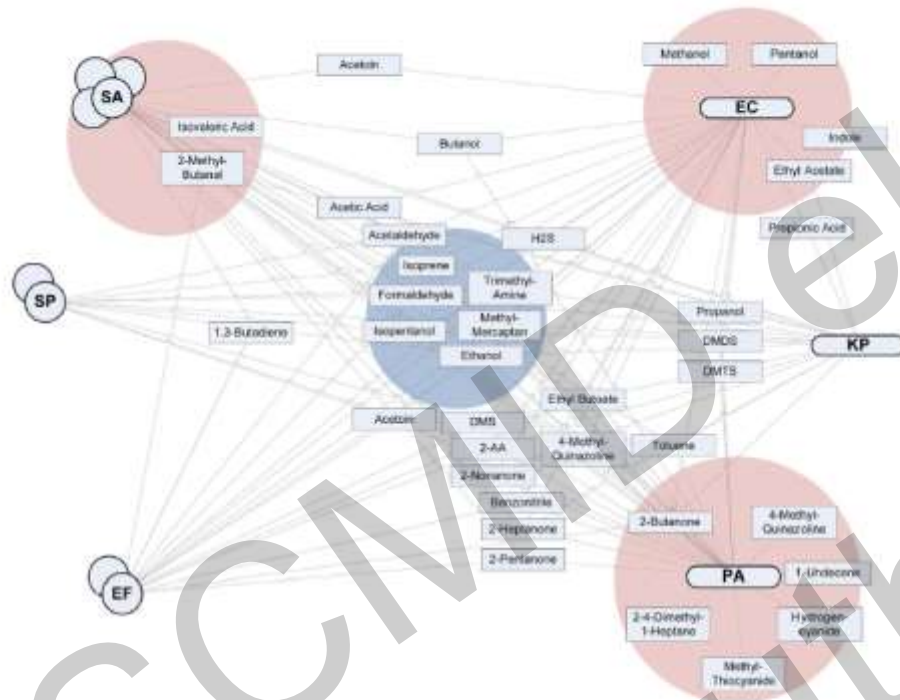 Methanol
Pentanol
Acetoin
SA
EC
Isovaleric Acid
Indole
Butanol
2-Methyl-
Butanal
Ethyl Acetate
Acetic Acid
Propionic Acid
Acetaldehyde
H2S
Isoprene
Trimethyl-
Amine
Formaldehyde
SP
Propanol
Methyl-
Mercaptan
1,3-Butadiene
Isopentanol
DMDS
KP
Ethanol
DMTS
Ethyl Butyrate
DMS
2-AA
4-Methyl-
Quinazoline
Toluene
2-Nonanone
Benzonitrile
2-Butanone
4-Methyl-
Quinazoline
2-Heptanone
2-Pentanone
PA
1-Undecene
EF
2-4-Dimethyl-
1-Heptane
Hydrogen-
cyanide
Methyl-
Thiocyanide